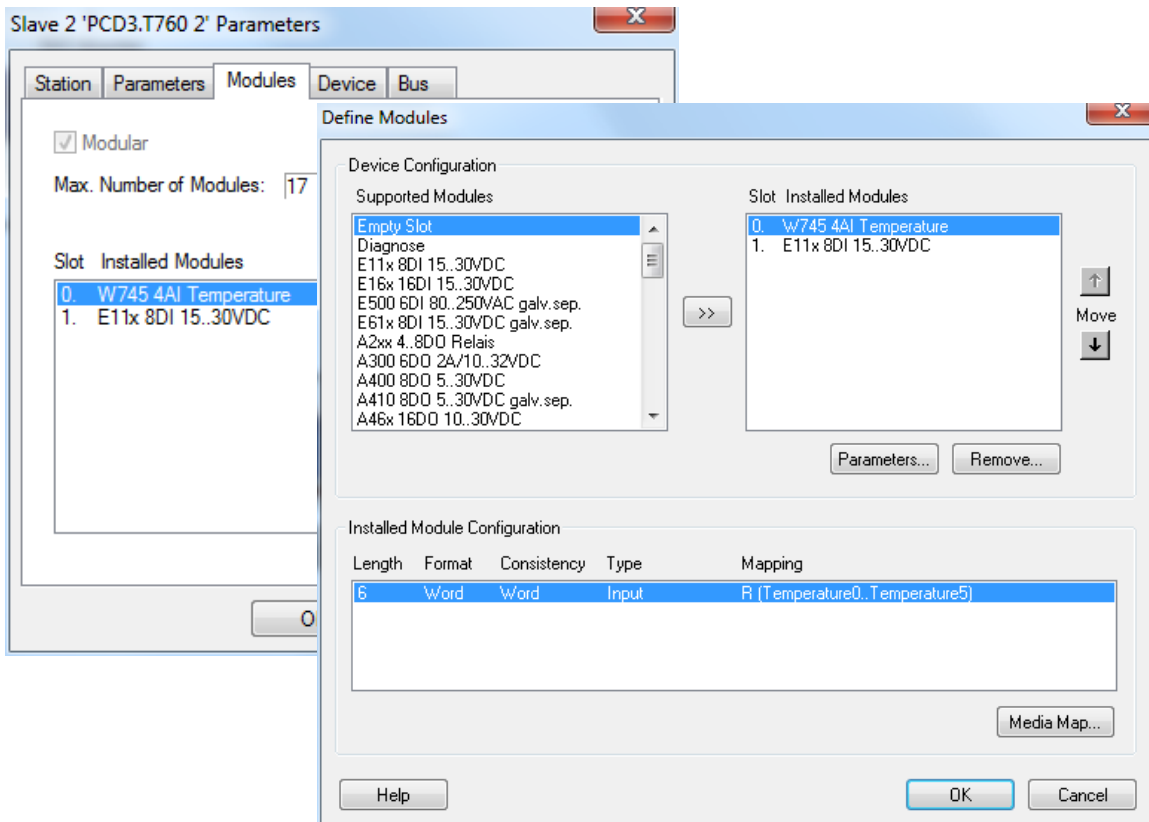 Slave 2 'PCD3.T760 2' Parameters
Station Parameters Modules Device Bus
Modular
Max. Number of Modules: 17
Slot Installed Modules
0. W745 4AI Temperature
1. E11x 8DI 15..30VDC
O
Define Modules
Device Configuration
Supported Modules
Empty Slot
Diagnose
E11x 8DI 15..30VDC
E16x 16DI 15..30VDC
E500 6DI 80..250VAC galv.sep.
E61x 8DI 15..30VDC galv.sep.
A2xx 4..8DO Relais
A300 6DO 2A/10..32VDC
A400 8DO 5..30VDC
A410 8DO 5..30VDC galv.sep.
A46x 16DO 10..30VDC
>>
Slot Installed Modules
0. W745 4AI Temperature
1. E11x 8DI 15..30VDC
Move
Parameters... Remove...
Installed Module Configuration
Length Format Consistency Type Mapping
6 Word Word Input R (Temperature0..Temperature5)
Media Map...
Help OK Cancel